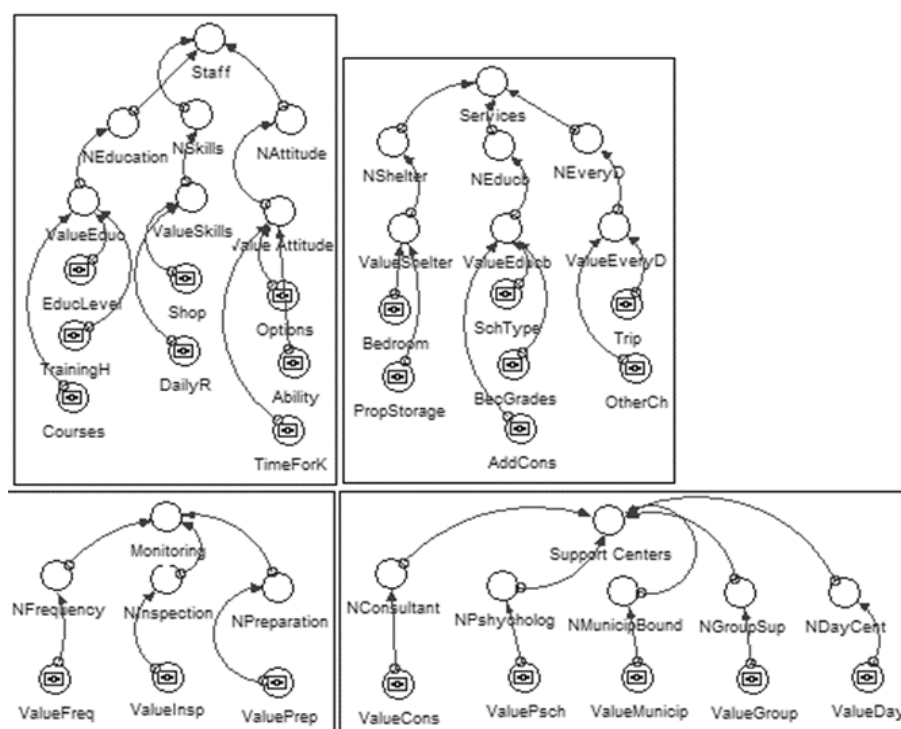 Staff
NEducation
NSkills
NAttitude
ValueEduc
ValueSkills
Value Attitude
EducLevel
Shop
Options
TrainingH
DailyR
Ability
Courses
TimeForK
Services
NShelter
NEducb
NEveryD
ValueShelter
ValueEducb
ValueEveryD
Bedroom
SchType
Trip
PropStorage
BecGrades
OtherCh
AddCons
Monitoring
NFrequency
NInspection
NPreparation
ValueFreq
ValueInsp
ValuePrep
Support Centers
NConsultant
NPshycholog
NMunicipBound
NGroupSup
NDayCent
ValueCons
ValuePsch
ValueMunicip
ValueGroup
ValueDay